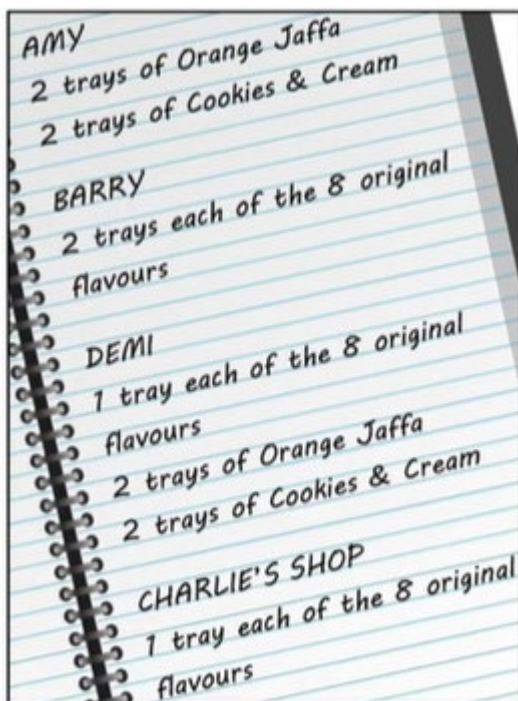 AMY
2 trays of Orange Jaffa
2 trays of Cookies & Cream
BARRY
2 trays each of the 8 original
flavours
DEMI
1 tray each of the 8 original
flavours
2 trays of Orange Jaffa
2 trays of Cookies & Cream
CHARLIE'S SHOP
1 tray each of the 8 original
flavours